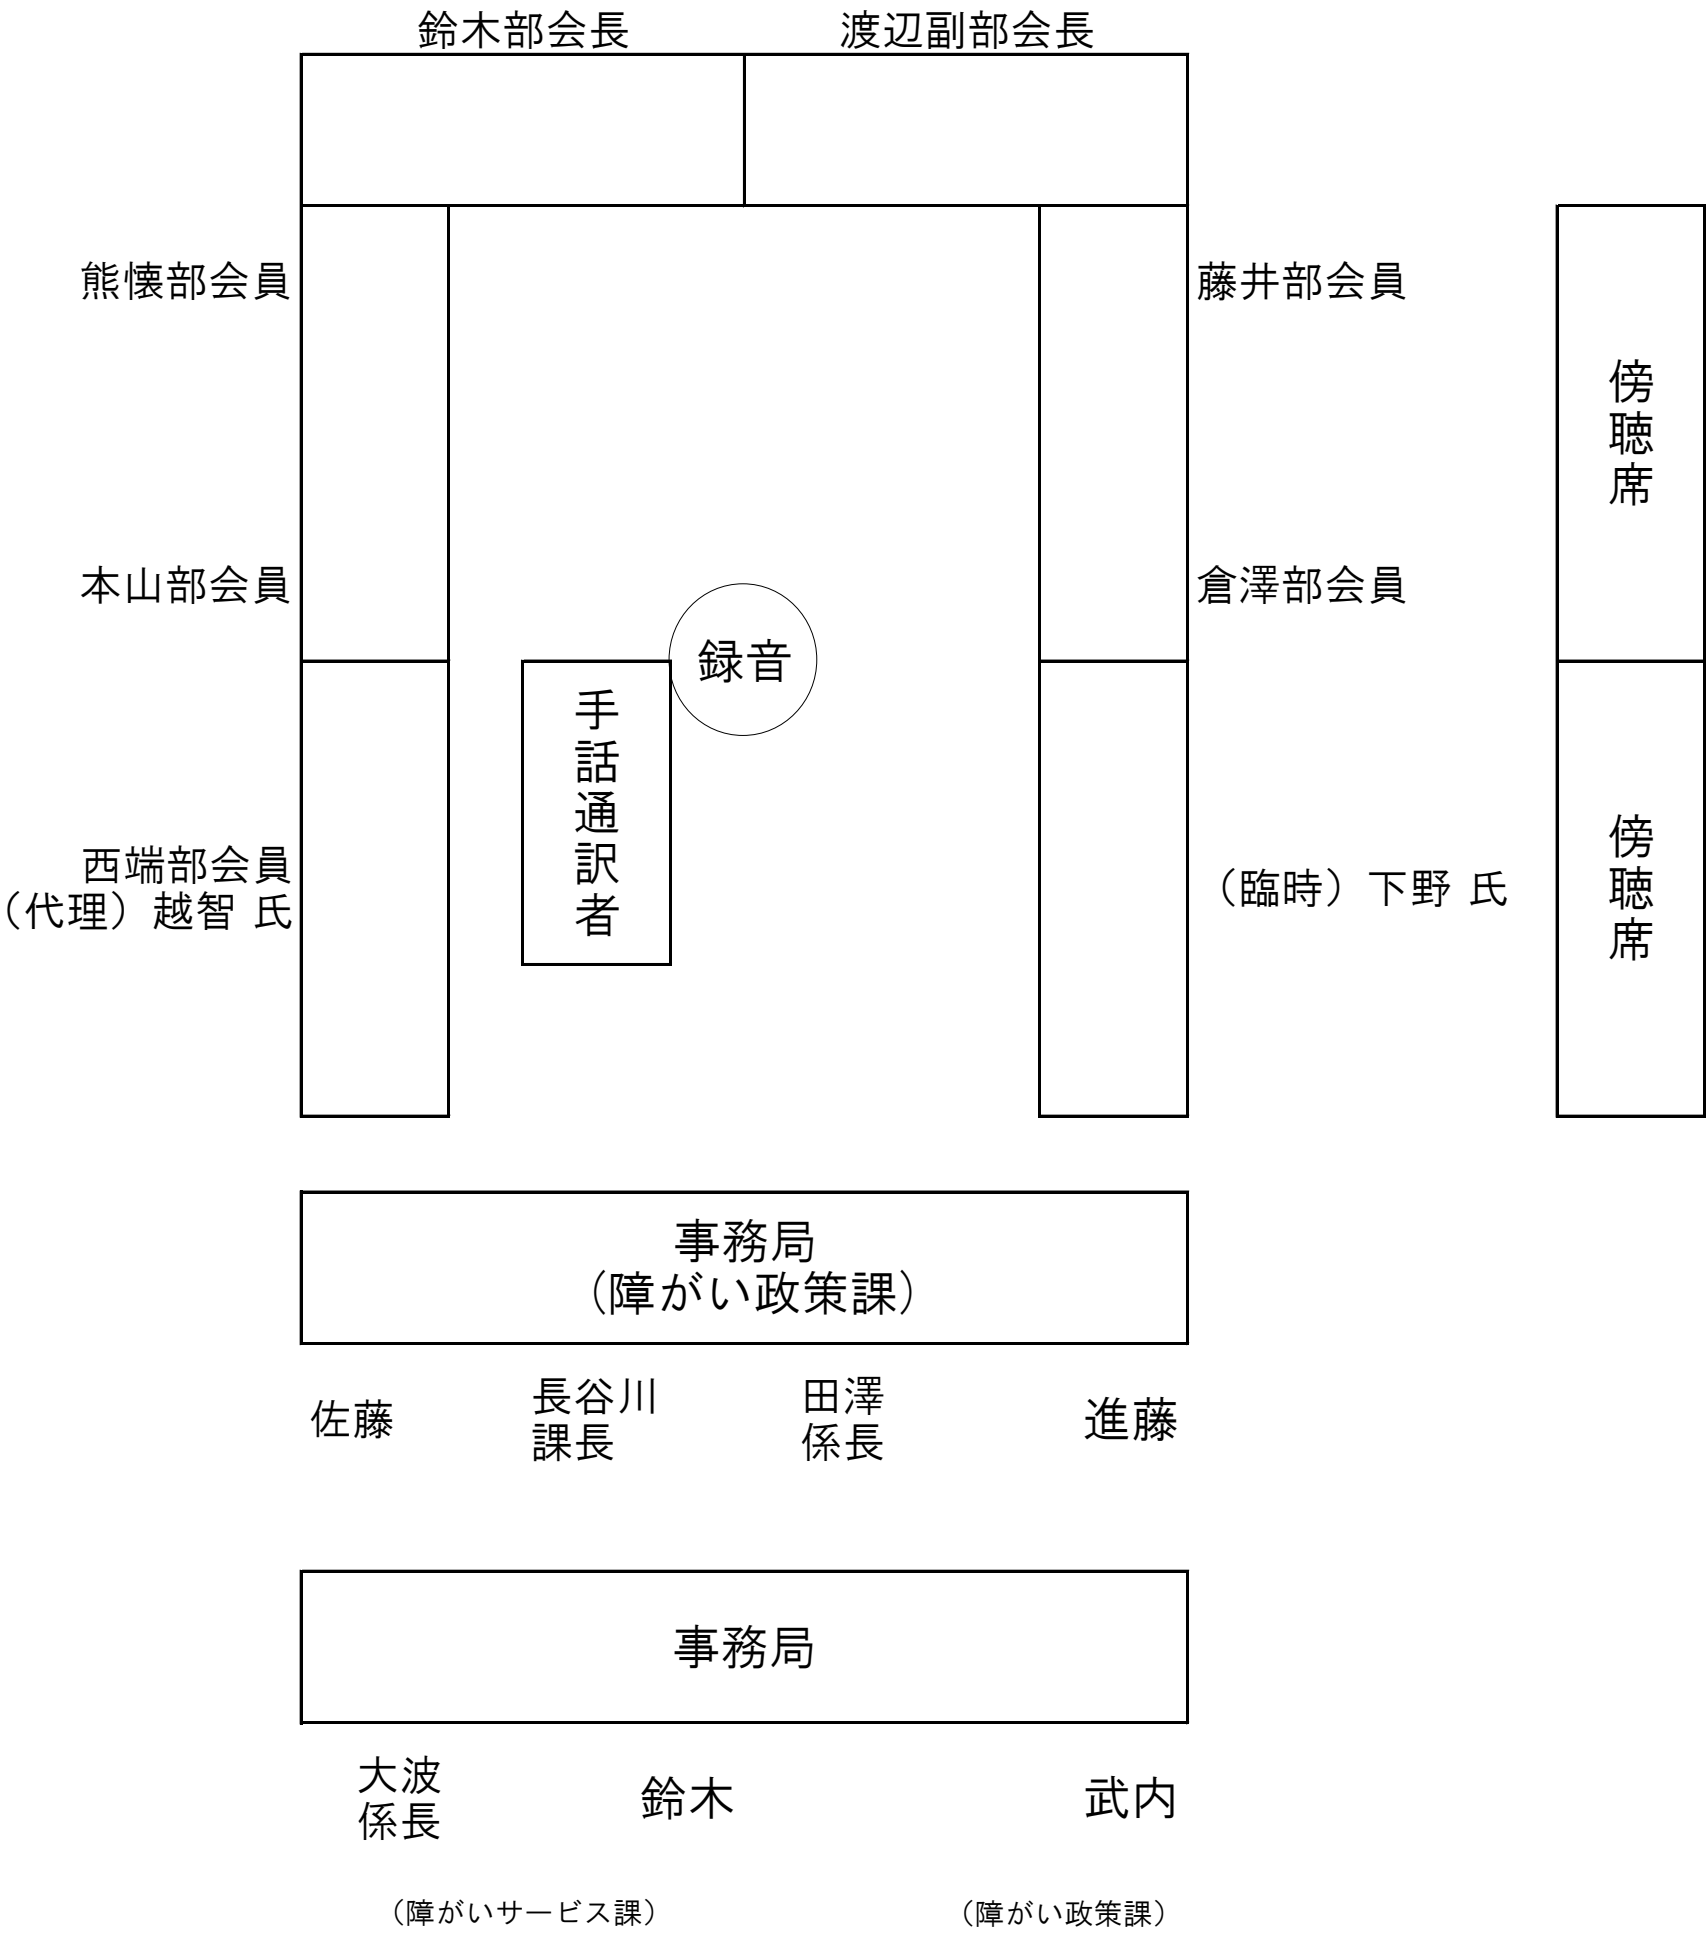 鈴木部会長
渡辺副部会長
熊懐部会員
藤井部会員
傍聴席
本山部会員
倉澤部会員
録音
手話通訳者
西端部会員
（代理）越智 氏
（臨時）下野 氏
傍聴席
事務局
（障がい政策課）
佐藤
長谷川
課長
田澤
係長
進藤
事務局
大波
係長
鈴木
武内
（障がいサービス課）
（障がい政策課）